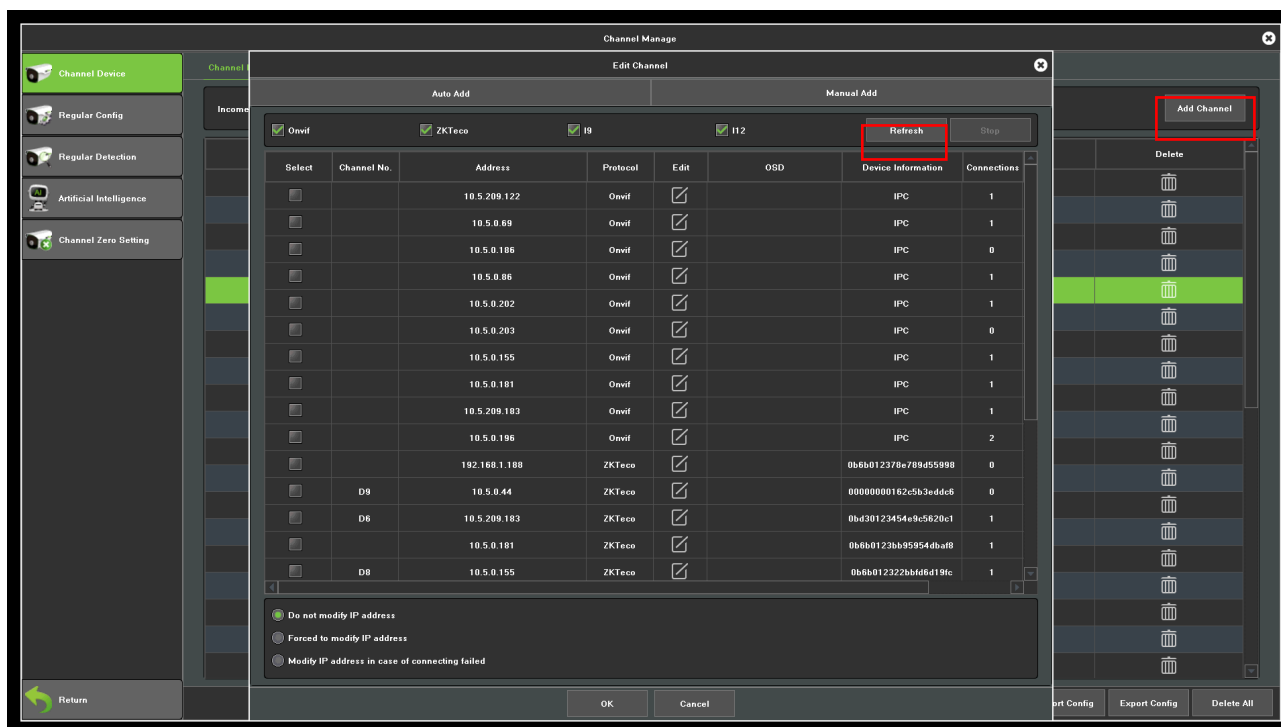 Channel Manage
Channel Device
Regular Config
Regular Detection
Artificial Intelligence
Channel Zero Setting
Return
Channel
Income
Add Channel
Delete
Edit Channel
Auto Add Manual Add
Onvif ZKTeco I9 I12 Refresh Stop
Select Channel No. Address Protocol Edit OSD Device Information Connections
10.5.209.122 Onvif IPC 1
10.5.0.69 Onvif IPC 1
10.5.0.186 Onvif IPC 0
10.5.0.86 Onvif IPC 1
10.5.0.202 Onvif IPC 1
10.5.0.203 Onvif IPC 0
10.5.0.155 Onvif IPC 1
10.5.0.181 Onvif IPC 1
10.5.209.183 Onvif IPC 1
10.5.0.196 Onvif IPC 2
192.168.1.188 ZKTeco 0b6b012378e789d55998 0
D9 10.5.0.44 ZKTeco 00000000162c5b3eddc6 0
D6 10.5.209.183 ZKTeco 0bd30123454e9c5620c1 1
10.5.0.181 ZKTeco 0b6b0123bb95954dbaf8 1
D8 10.5.0.155 ZKTeco 0b6b012322bbfd6d19fc 1
Do not modify IP address
Forced to modify IP address
Modify IP address in case of connecting failed
OK Cancel
ort Config Export Config Delete All